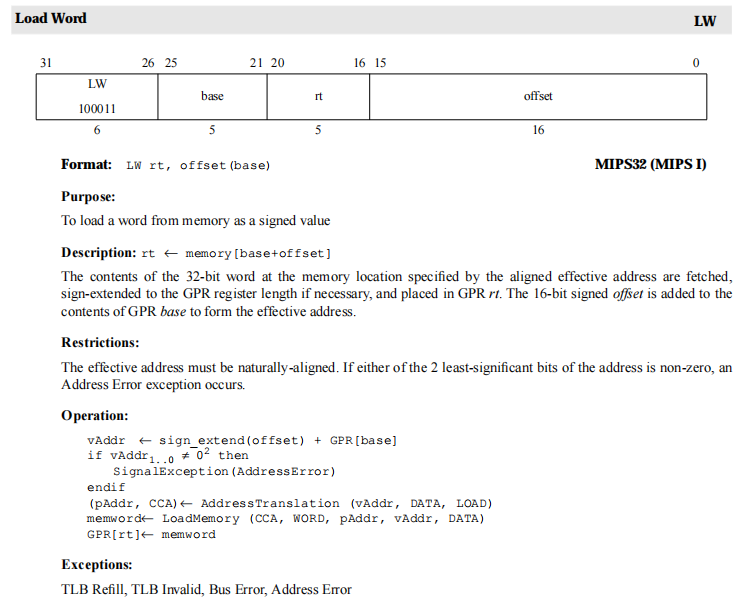 Load Word LW
31 26 25 21 20 16 15 0
LW
100011
base rt offset
6 5 5 16
Format: LW rt, offset(base) MIPS32 (MIPS I)
Purpose:
To load a word from memory as a signed value
Description: rt ← memory[base+offset]
The contents of the 32-bit word at the memory location specified by the aligned effective address are fetched,
sign-extended to the GPR register length if necessary, and placed in GPR rt. The 16-bit signed offset is added to the
contents of GPR base to form the effective address.
Restrictions:
The effective address must be naturally-aligned. If either of the 2 least-significant bits of the address is non-zero, an
Address Error exception occurs.
Operation:
vAddr ← sign_extend(offset) + GPR[base]
if vAddr₁..₀ ≠ 0² then
SignalException(AddressError)
endif
(pAddr, CCA)← AddressTranslation (vAddr, DATA, LOAD)
memword← LoadMemory (CCA, WORD, pAddr, vAddr, DATA)
GPR[rt]← memword
Exceptions:
TLB Refill, TLB Invalid, Bus Error, Address Error